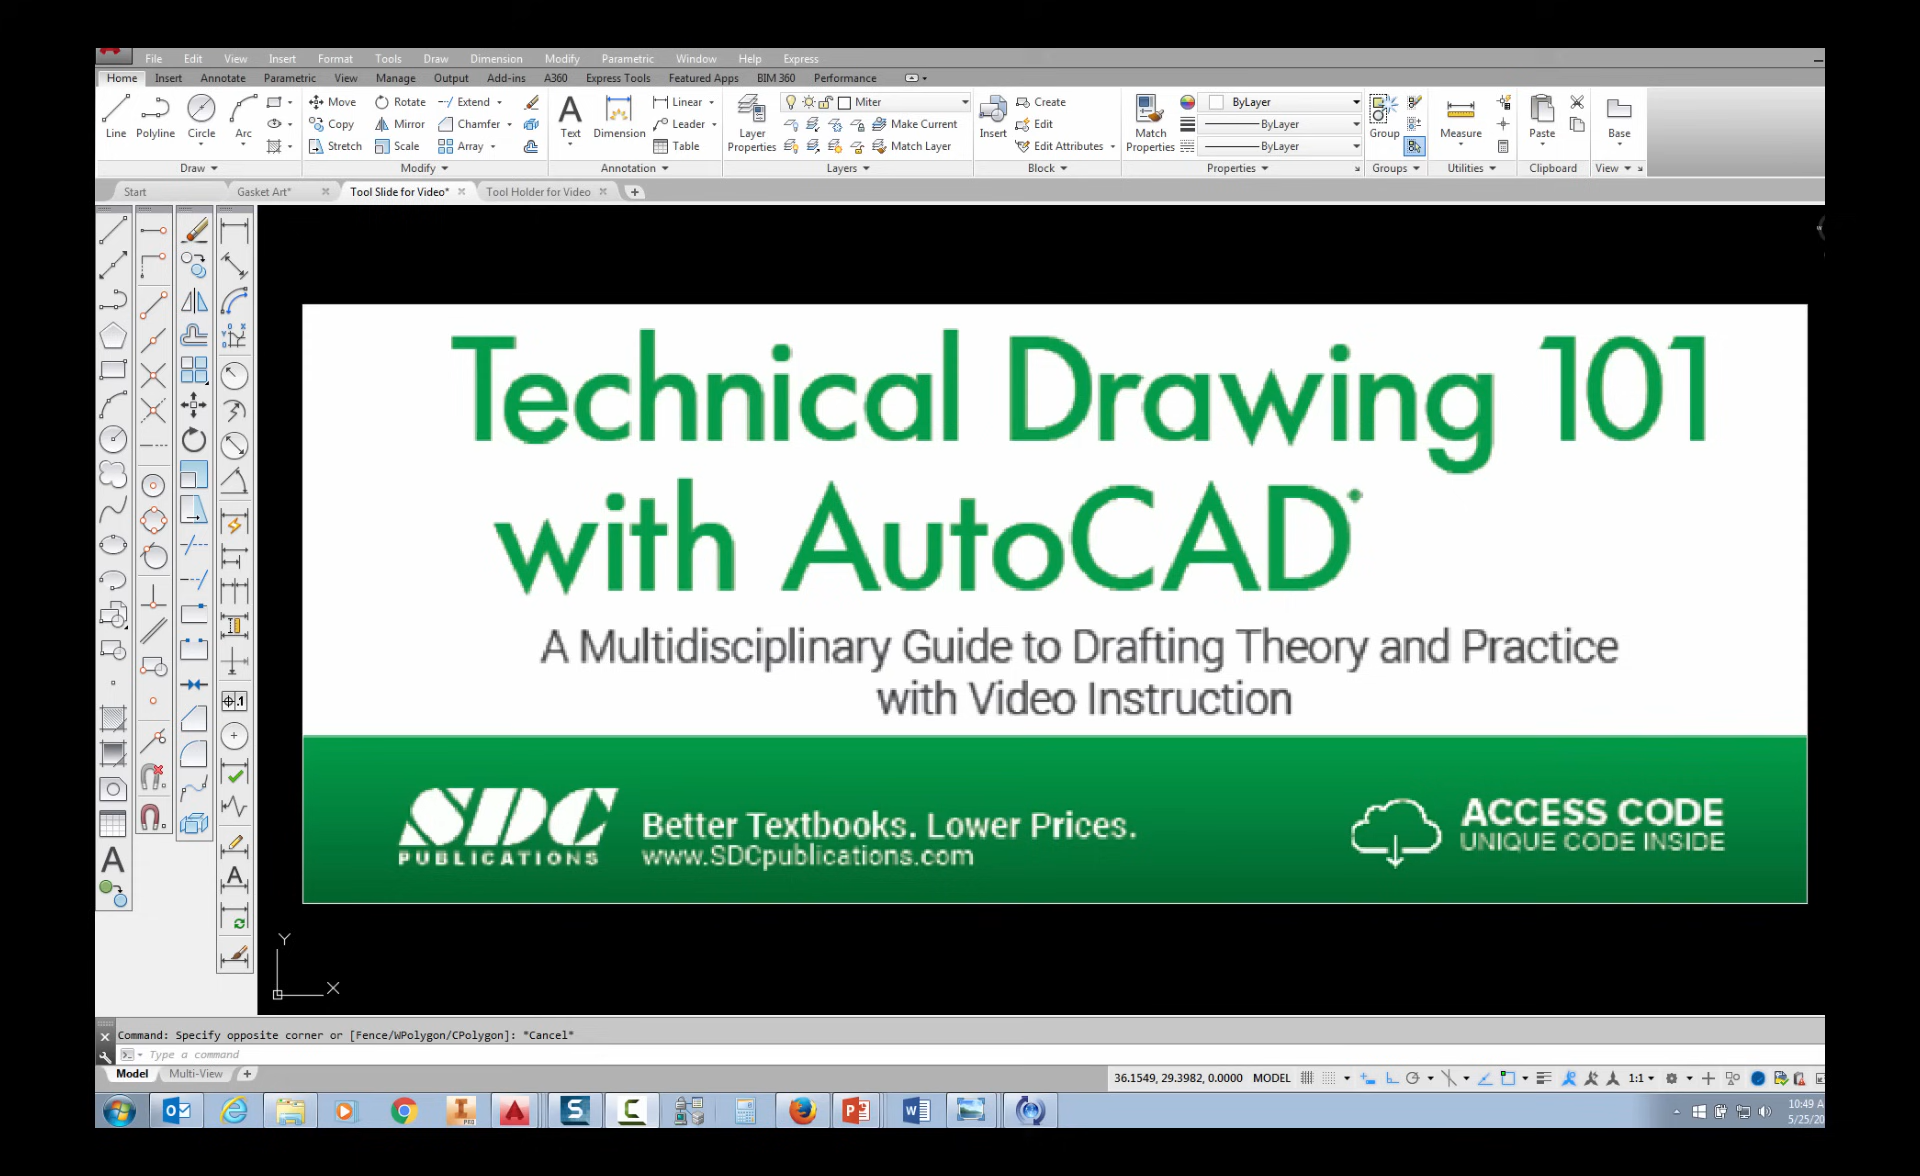 File Edit View Insert Format Tools Draw Dimension Modify Parametric Window Help Express
Home Insert Annotate Parametric View Manage Output Add-ins A360 Express Tools Featured Apps BIM 360 Performance
Line Polyline Circle Arc
Move Rotate Extend
Copy Mirror Chamfer
Stretch Scale Array
Text Dimension
Linear
Leader
Table
Layer Properties
Miter
Make Current
Match Layer
Insert
Create
Edit
Edit Attributes
Match Properties
ByLayer
ByLayer
ByLayer
Group
Measure
Paste
Base
Draw Modify Annotation Layers Block Properties Groups Utilities Clipboard View
Start Gasket Art* Tool Slide for Video* Tool Holder for Video
Technical Drawing 101
with AutoCAD
A Multidisciplinary Guide to Drafting Theory and Practice
with Video Instruction
SDC
PUBLICATIONS
Better Textbooks. Lower Prices.
www.SDCpublications.com
ACCESS CODE
UNIQUE CODE INSIDE
Y
X
Command: Specify opposite corner or [Fence/WPolygon/CPolygon]: *Cancel*
Type a command
Model Multi-View
36.1549, 29.3982, 0.0000 MODEL 1:1
10:49 A
5/25/20